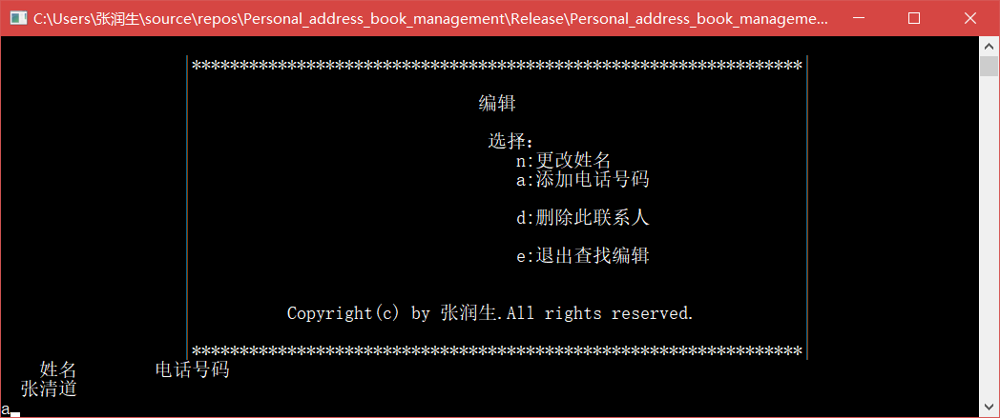 C:\Users\张润生\source\repos\Personal_address_book_management\Release\Personal_address_book_manageme...
****************************************************************
编辑
选择:
n:更改姓名
a:添加电话号码
d:删除此联系人
e:退出查找编辑
Copyright(c) by 张润生.All rights reserved.
****************************************************************
姓名 电话号码
张清道
a